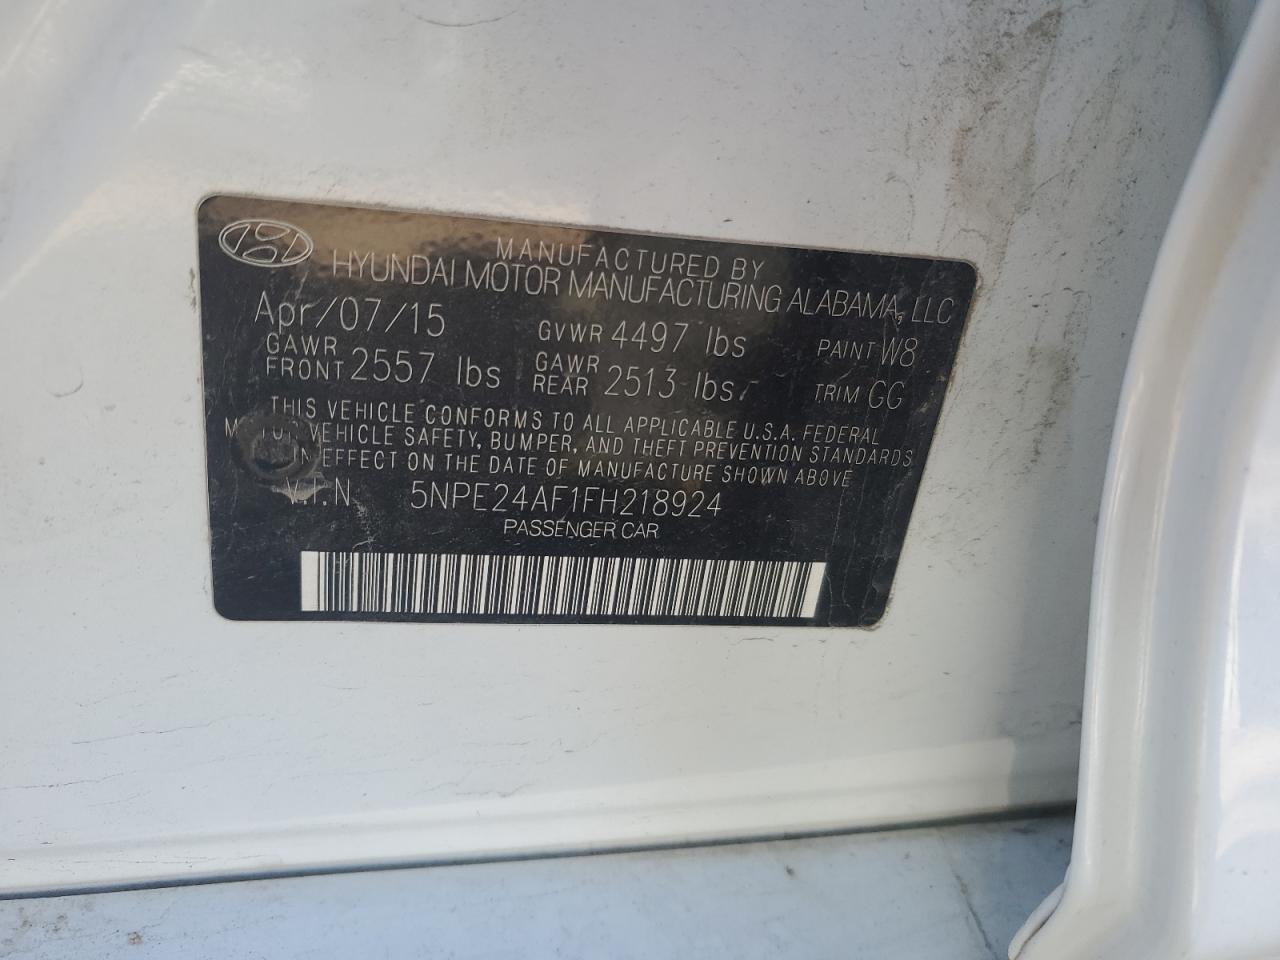 MANUFACTURED BY
HYUNDAI MOTOR MANUFACTURING ALABAMA, LLC
Apr/07/15 GVWR 4497 lbs PAINT W8
GAWR FRONT 2557 lbs GAWR REAR 2513 lbs TRIM GG
THIS VEHICLE CONFORMS TO ALL APPLICABLE U.S.A. FEDERAL
MOTOR VEHICLE SAFETY, BUMPER, AND THEFT PREVENTION STANDARDS
IN EFFECT ON THE DATE OF MANUFACTURE SHOWN ABOVE
V.I.N 5NPE24AF1FH218924
PASSENGER CAR